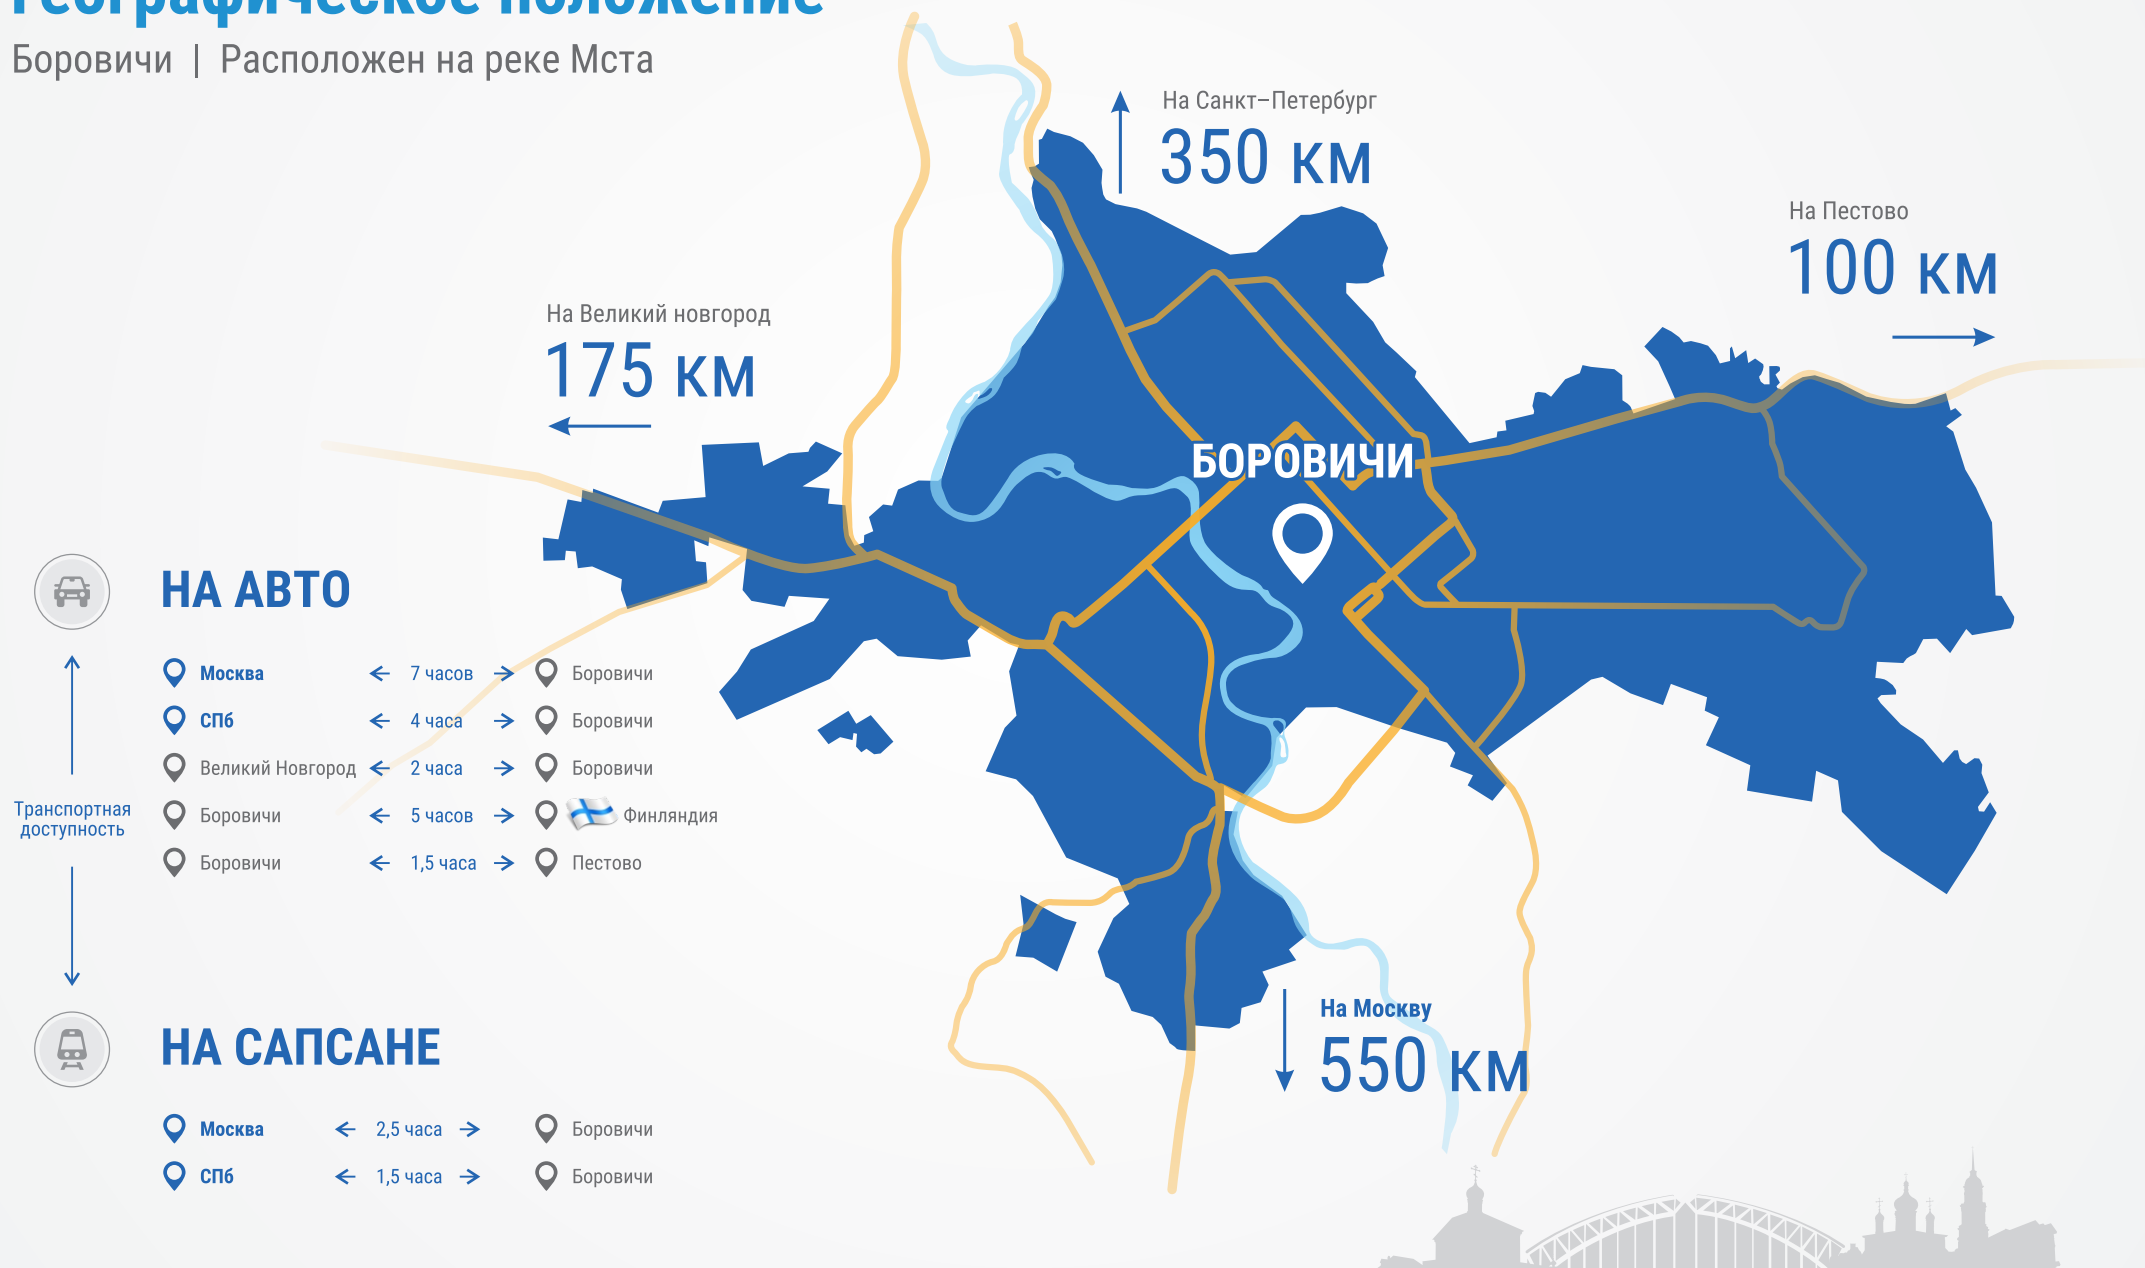 Географическое положение
Боровичи | Расположен на реке Мста
На Санкт–Петербург
350 км
На Пестово
100 км
На Великий новгород
175 км
БОРОВИЧИ
НА АВТО
Москва 7 часов Боровичи
СПб 4 часа Боровичи
Великий Новгород 2 часа Боровичи
Боровичи 5 часов Финляндия
Боровичи 1,5 часа Пестово
Транспортная
доступность
На Москву
550 км
НА САПСАНЕ
Москва 2,5 часа Боровичи
СПб 1,5 часа Боровичи